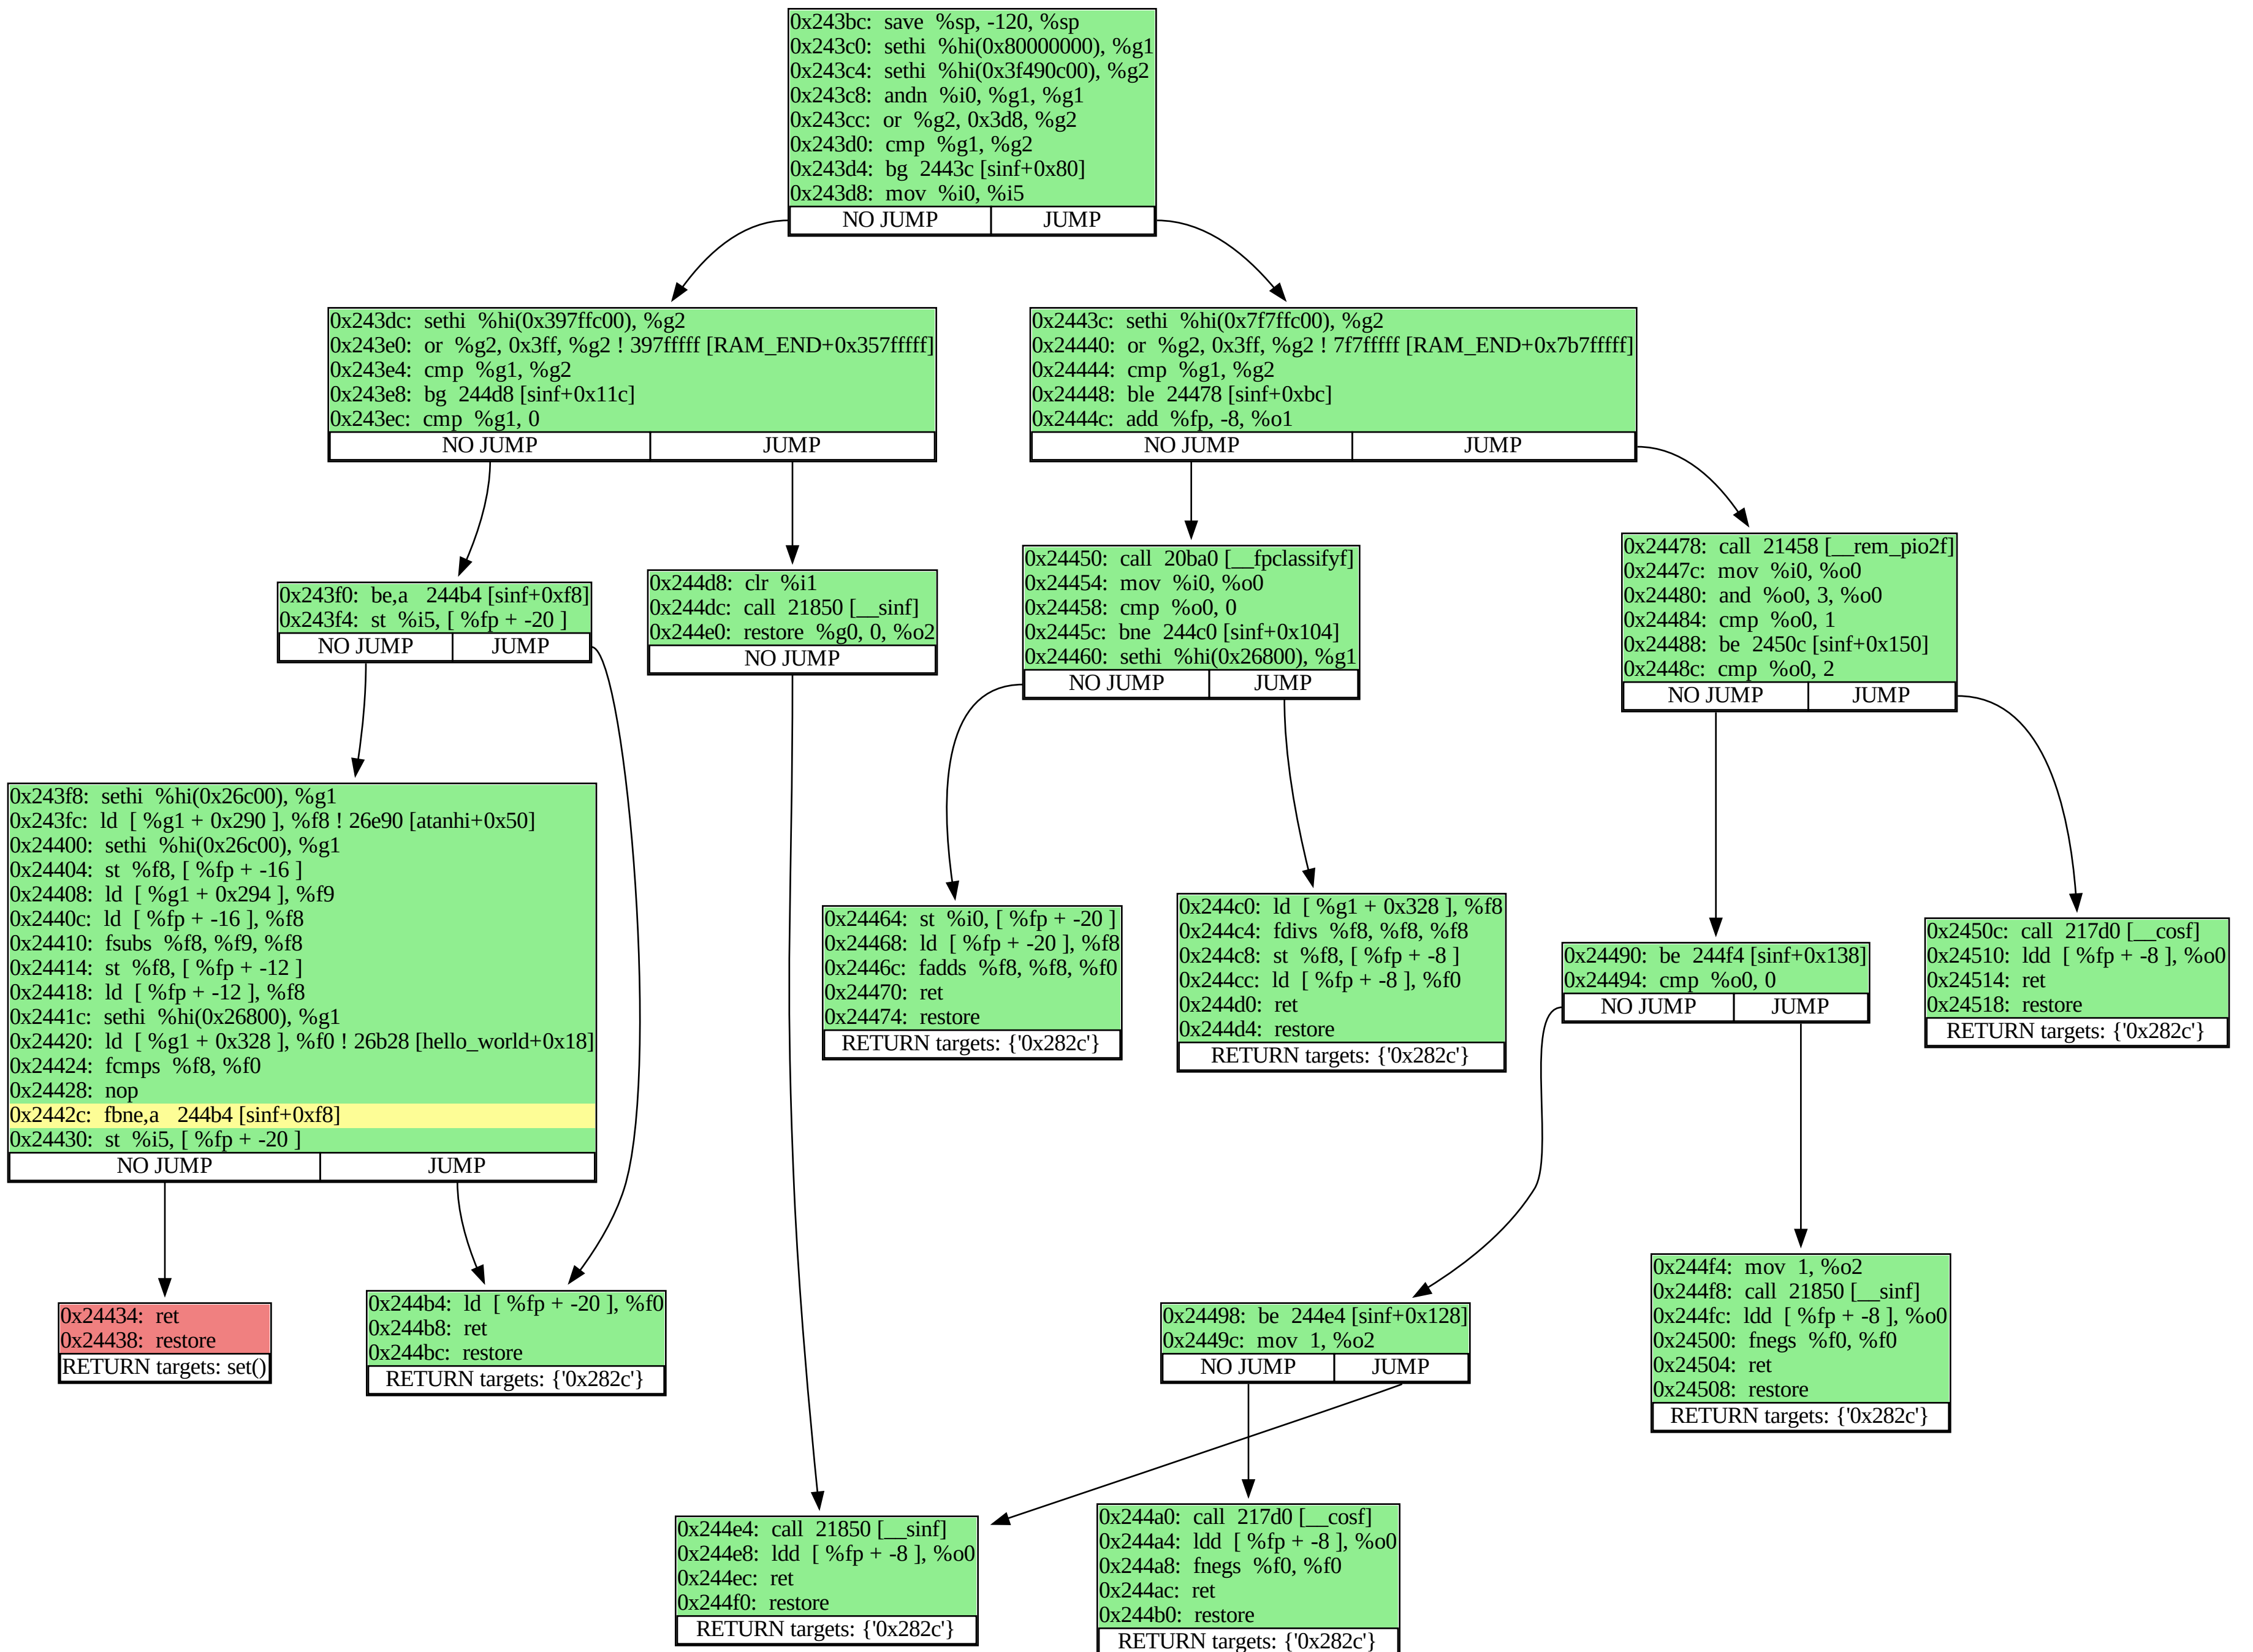 0x243bc: save %sp, -120, %sp
0x243c0: sethi %hi(0x80000000), %g1
0x243c4: sethi %hi(0x3f490c00), %g2
0x243c8: andn %i0, %g1, %g1
0x243cc: or %g2, 0x3d8, %g2
0x243d0: cmp %g1, %g2
0x243d4: bg 2443c [sinf+0x80]
0x243d8: mov %i0, %i5
NO JUMP JUMP
0x243dc: sethi %hi(0x397ffc00), %g2
0x243e0: or %g2, 0x3ff, %g2 ! 397fffff [RAM_END+0x357fffff]
0x243e4: cmp %g1, %g2
0x243e8: bg 244d8 [sinf+0x11c]
0x243ec: cmp %g1, 0
NO JUMP JUMP
0x2443c: sethi %hi(0x7f7ffc00), %g2
0x24440: or %g2, 0x3ff, %g2 ! 7f7fffff [RAM_END+0x7b7fffff]
0x24444: cmp %g1, %g2
0x24448: ble 24478 [sinf+0xbc]
0x2444c: add %fp, -8, %o1
NO JUMP JUMP
0x243f0: be,a 244b4 [sinf+0xf8]
0x243f4: st %i5, [ %fp + -20 ]
NO JUMP JUMP
0x244d8: clr %i1
0x244dc: call 21850 [__sinf]
0x244e0: restore %g0, 0, %o2
NO JUMP
0x24450: call 20ba0 [__fpclassifyf]
0x24454: mov %i0, %o0
0x24458: cmp %o0, 0
0x2445c: bne 244c0 [sinf+0x104]
0x24460: sethi %hi(0x26800), %g1
NO JUMP JUMP
0x24478: call 21458 [__rem_pio2f]
0x2447c: mov %i0, %o0
0x24480: and %o0, 3, %o0
0x24484: cmp %o0, 1
0x24488: be 2450c [sinf+0x150]
0x2448c: cmp %o0, 2
NO JUMP JUMP
0x243f8: sethi %hi(0x26c00), %g1
0x243fc: ld [ %g1 + 0x290 ], %f8 ! 26e90 [atanhi+0x50]
0x24400: sethi %hi(0x26c00), %g1
0x24404: st %f8, [ %fp + -16 ]
0x24408: ld [ %g1 + 0x294 ], %f9
0x2440c: ld [ %fp + -16 ], %f8
0x24410: fsubs %f8, %f9, %f8
0x24414: st %f8, [ %fp + -12 ]
0x24418: ld [ %fp + -12 ], %f8
0x2441c: sethi %hi(0x26800), %g1
0x24420: ld [ %g1 + 0x328 ], %f0 ! 26b28 [hello_world+0x18]
0x24424: fcmps %f8, %f0
0x24428: nop
0x2442c: fbne,a 244b4 [sinf+0xf8]
0x24430: st %i5, [ %fp + -20 ]
NO JUMP JUMP
0x24464: st %i0, [ %fp + -20 ]
0x24468: ld [ %fp + -20 ], %f8
0x2446c: fadds %f8, %f8, %f0
0x24470: ret
0x24474: restore
RETURN targets: {'0x282c'}
0x244c0: ld [ %g1 + 0x328 ], %f8
0x244c4: fdivs %f8, %f8, %f8
0x244c8: st %f8, [ %fp + -8 ]
0x244cc: ld [ %fp + -8 ], %f0
0x244d0: ret
0x244d4: restore
RETURN targets: {'0x282c'}
0x24490: be 244f4 [sinf+0x138]
0x24494: cmp %o0, 0
NO JUMP JUMP
0x2450c: call 217d0 [__cosf]
0x24510: ldd [ %fp + -8 ], %o0
0x24514: ret
0x24518: restore
RETURN targets: {'0x282c'}
0x24434: ret
0x24438: restore
RETURN targets: set()
0x244b4: ld [ %fp + -20 ], %f0
0x244b8: ret
0x244bc: restore
RETURN targets: {'0x282c'}
0x24498: be 244e4 [sinf+0x128]
0x2449c: mov 1, %o2
NO JUMP JUMP
0x244f4: mov 1, %o2
0x244f8: call 21850 [__sinf]
0x244fc: ldd [ %fp + -8 ], %o0
0x24500: fnegs %f0, %f0
0x24504: ret
0x24508: restore
RETURN targets: {'0x282c'}
0x244e4: call 21850 [__sinf]
0x244e8: ldd [ %fp + -8 ], %o0
0x244ec: ret
0x244f0: restore
RETURN targets: {'0x282c'}
0x244a0: call 217d0 [__cosf]
0x244a4: ldd [ %fp + -8 ], %o0
0x244a8: fnegs %f0, %f0
0x244ac: ret
0x244b0: restore
RETURN targets: {'0x282c'}